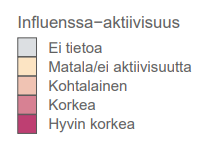 Influenssa−aktiivisuus
Ei tietoa
Matala/ei aktiivisuutta
Kohtalainen
Korkea
Hyvin korkea